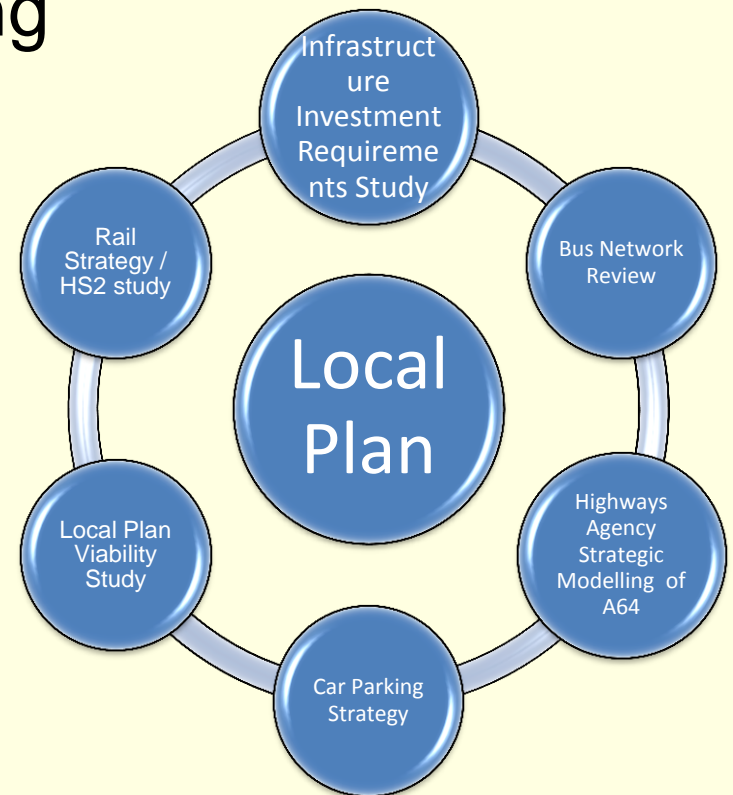 ng
Infrastruct
ure
Investment
Requireme
nts Study
Rail
Strategy /
HS2 study
Bus Network
Review
Local
Plan
Local Plan
Viability
Study
Highways
Agency
Strategic
Modelling of
A64
Car Parking
Strategy